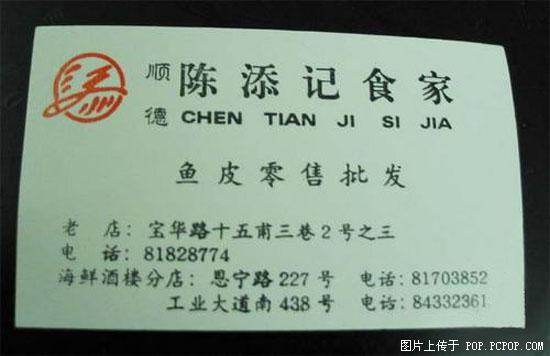 顺德 陈添记食家
CHEN TIAN JI SI JIA
鱼皮零售批发
老 店：宝华路十五甫三巷2号之三
电 话：81828774
海鲜酒楼分店：恩宁路227号 电话：81703852
工业大道南438号 电话：84332361
图片上传于 POP.PCPOP.COM